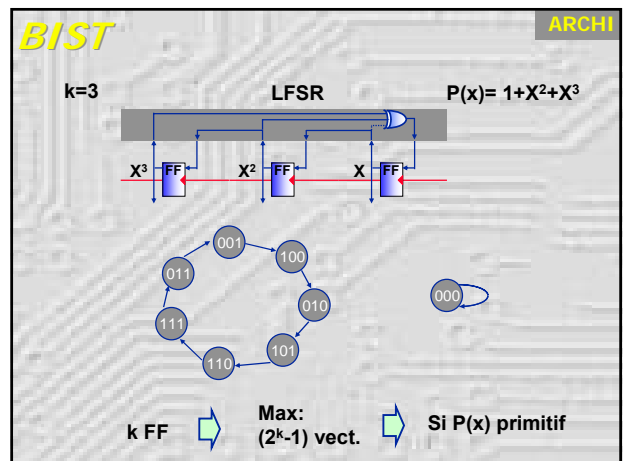 BIST
ARCHI
k=3
LFSR
P(x)= 1+X²+X³
X³
FF
X²
FF
X
FF
001
100
011
010
000
111
101
110
k FF
Max:
(2ᵏ-1) vect.
Si P(x) primitif